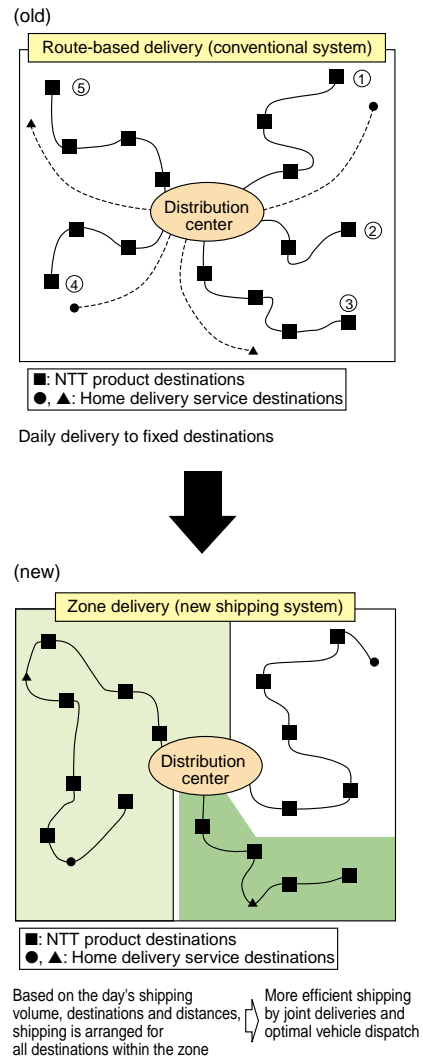 (old)
Route-based delivery (conventional system)
⑤
①
Distribution
center
②
④
③
■: NTT product destinations
●, ▲: Home delivery service destinations
Daily delivery to fixed destinations
(new)
Zone delivery (new shipping system)
Distribution
center
■: NTT product destinations
●, ▲: Home delivery service destinations
Based on the day's shipping
volume, destinations and distances,
shipping is arranged for
all destinations within the zone
More efficient shipping
by joint deliveries and
optimal vehicle dispatch